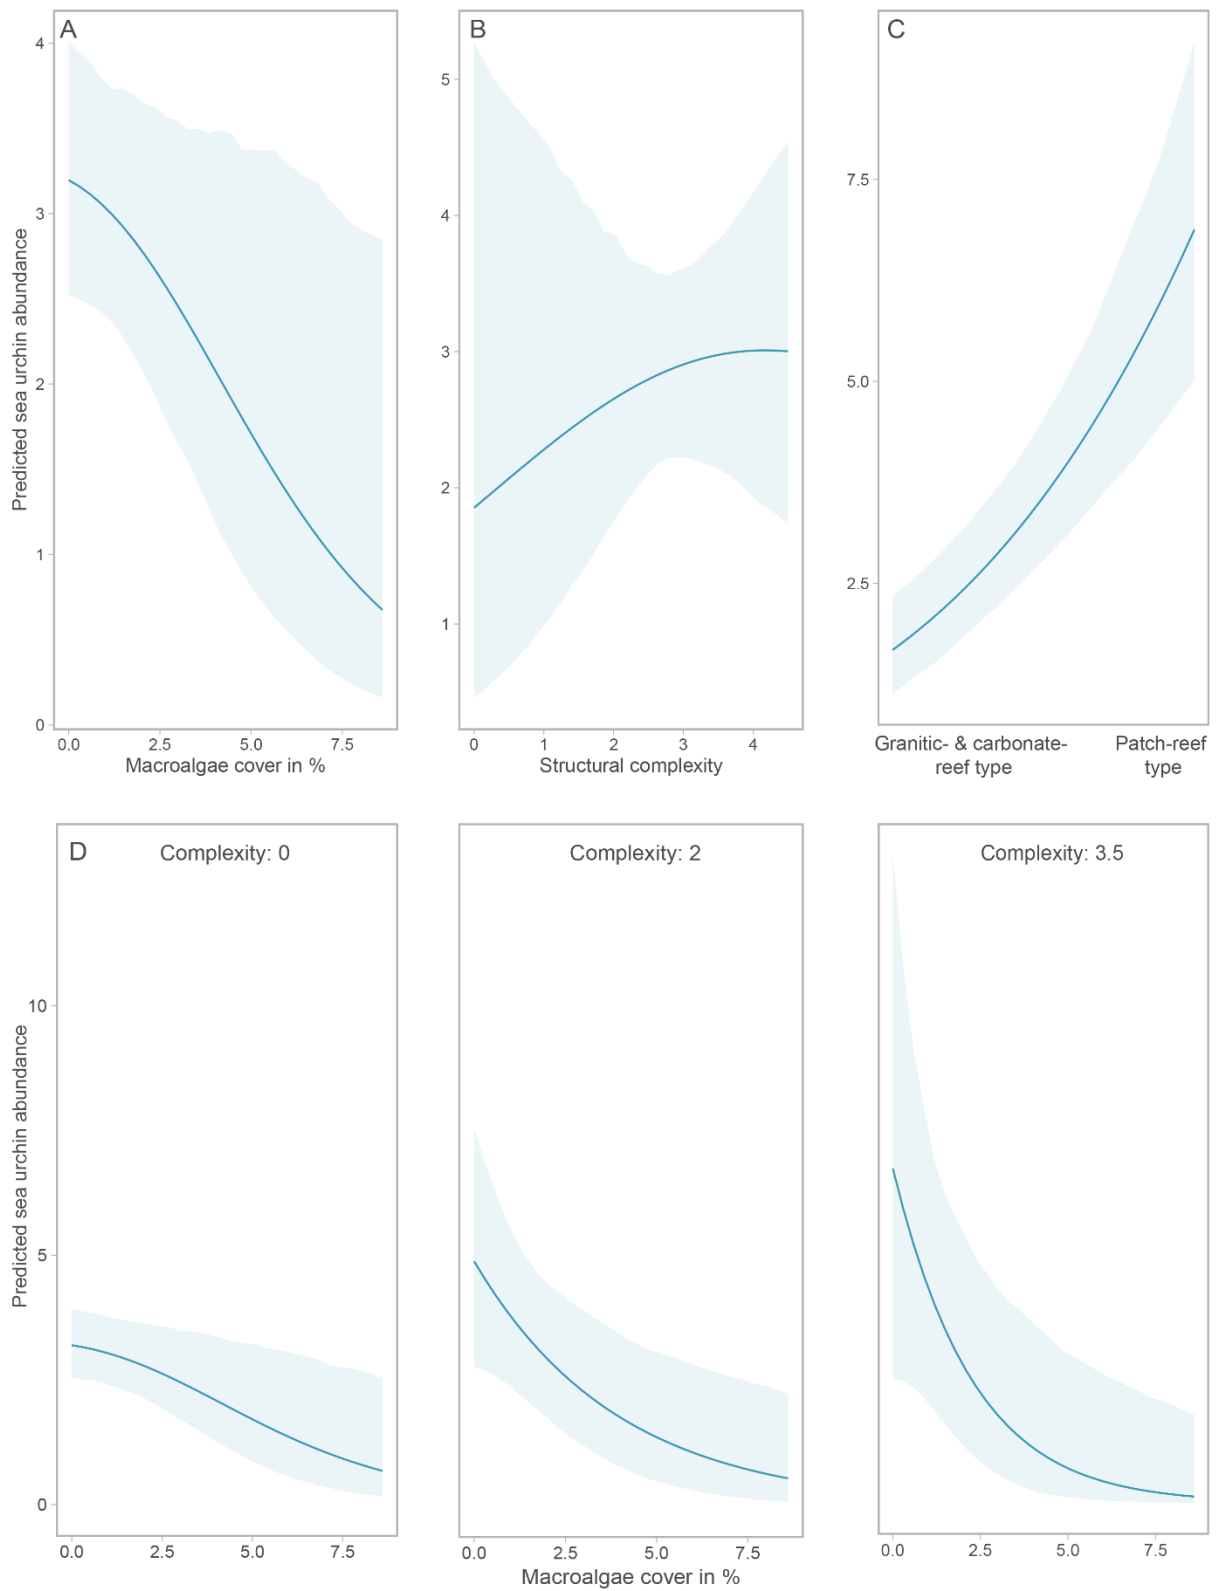 A
B
C
4
3
2
1
0
Predicted sea urchin abundance
0.0 2.5 5.0 7.5
Macroalgae cover in %
5
4
3
2
1
0 1 2 3 4
Structural complexity
7.5
5.0
2.5
Granitic- & carbonate-
reef type
Patch-reef
type
D
Complexity: 0
Complexity: 2
Complexity: 3.5
10
5
0
Predicted sea urchin abundance
0.0 2.5 5.0 7.5
0.0 2.5 5.0 7.5
0.0 2.5 5.0 7.5
Macroalgae cover in %